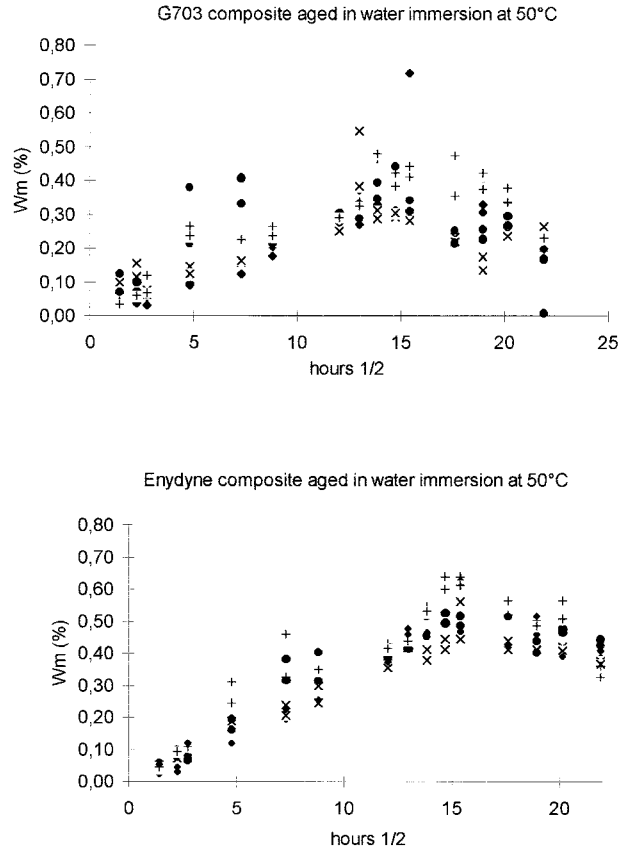 G703 composite aged in water immersion at 50°C
Wm (%)
0,80
0,70
0,60
0,50
0,40
0,30
0,20
0,10
0,00
0 5 10 15 20 25
hours 1/2
Enydyne composite aged in water immersion at 50°C
Wm (%)
0,80
0,70
0,60
0,50
0,40
0,30
0,20
0,10
0,00
0 5 10 15 20
hours 1/2